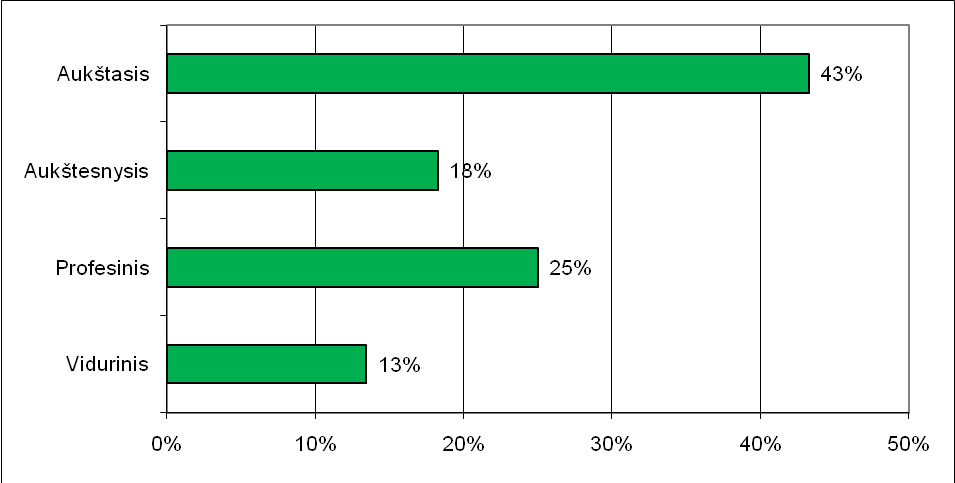 Aukštasis 43%
Aukštesnysis 18%
Profesinis 25%
Vidurinis 13%
0% 10% 20% 30% 40% 50%